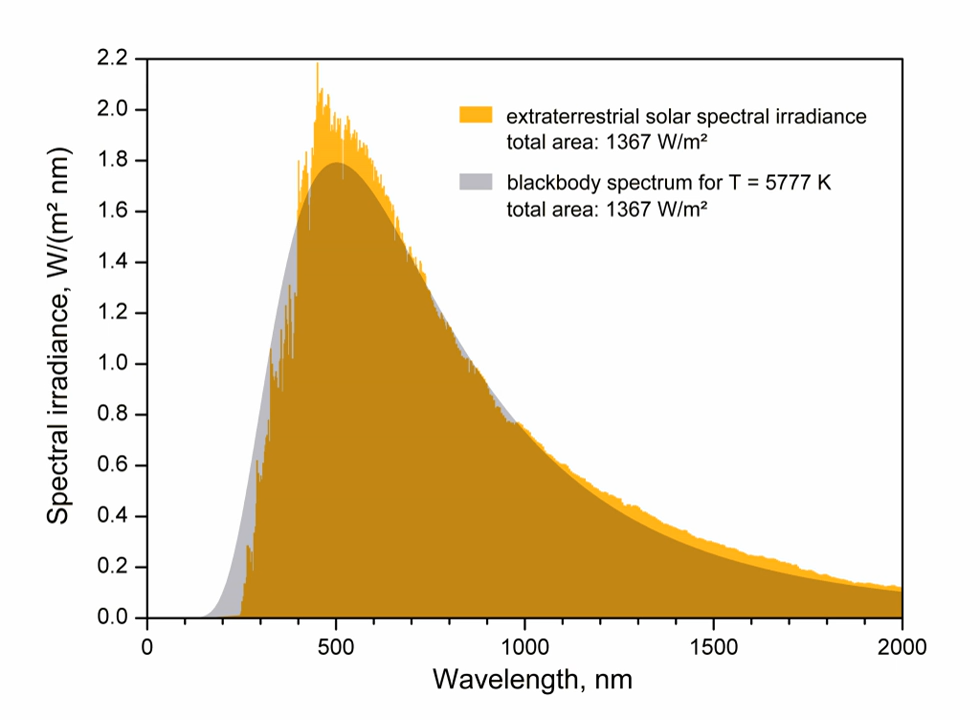 2.2
2.0
1.8
1.6
1.4
1.2
1.0
0.8
0.6
0.4
0.2
0.0
Spectral irradiance, W/(m² nm)
extraterrestrial solar spectral irradiance
total area: 1367 W/m²
blackbody spectrum for T = 5777 K
total area: 1367 W/m²
0 500 1000 1500 2000
Wavelength, nm